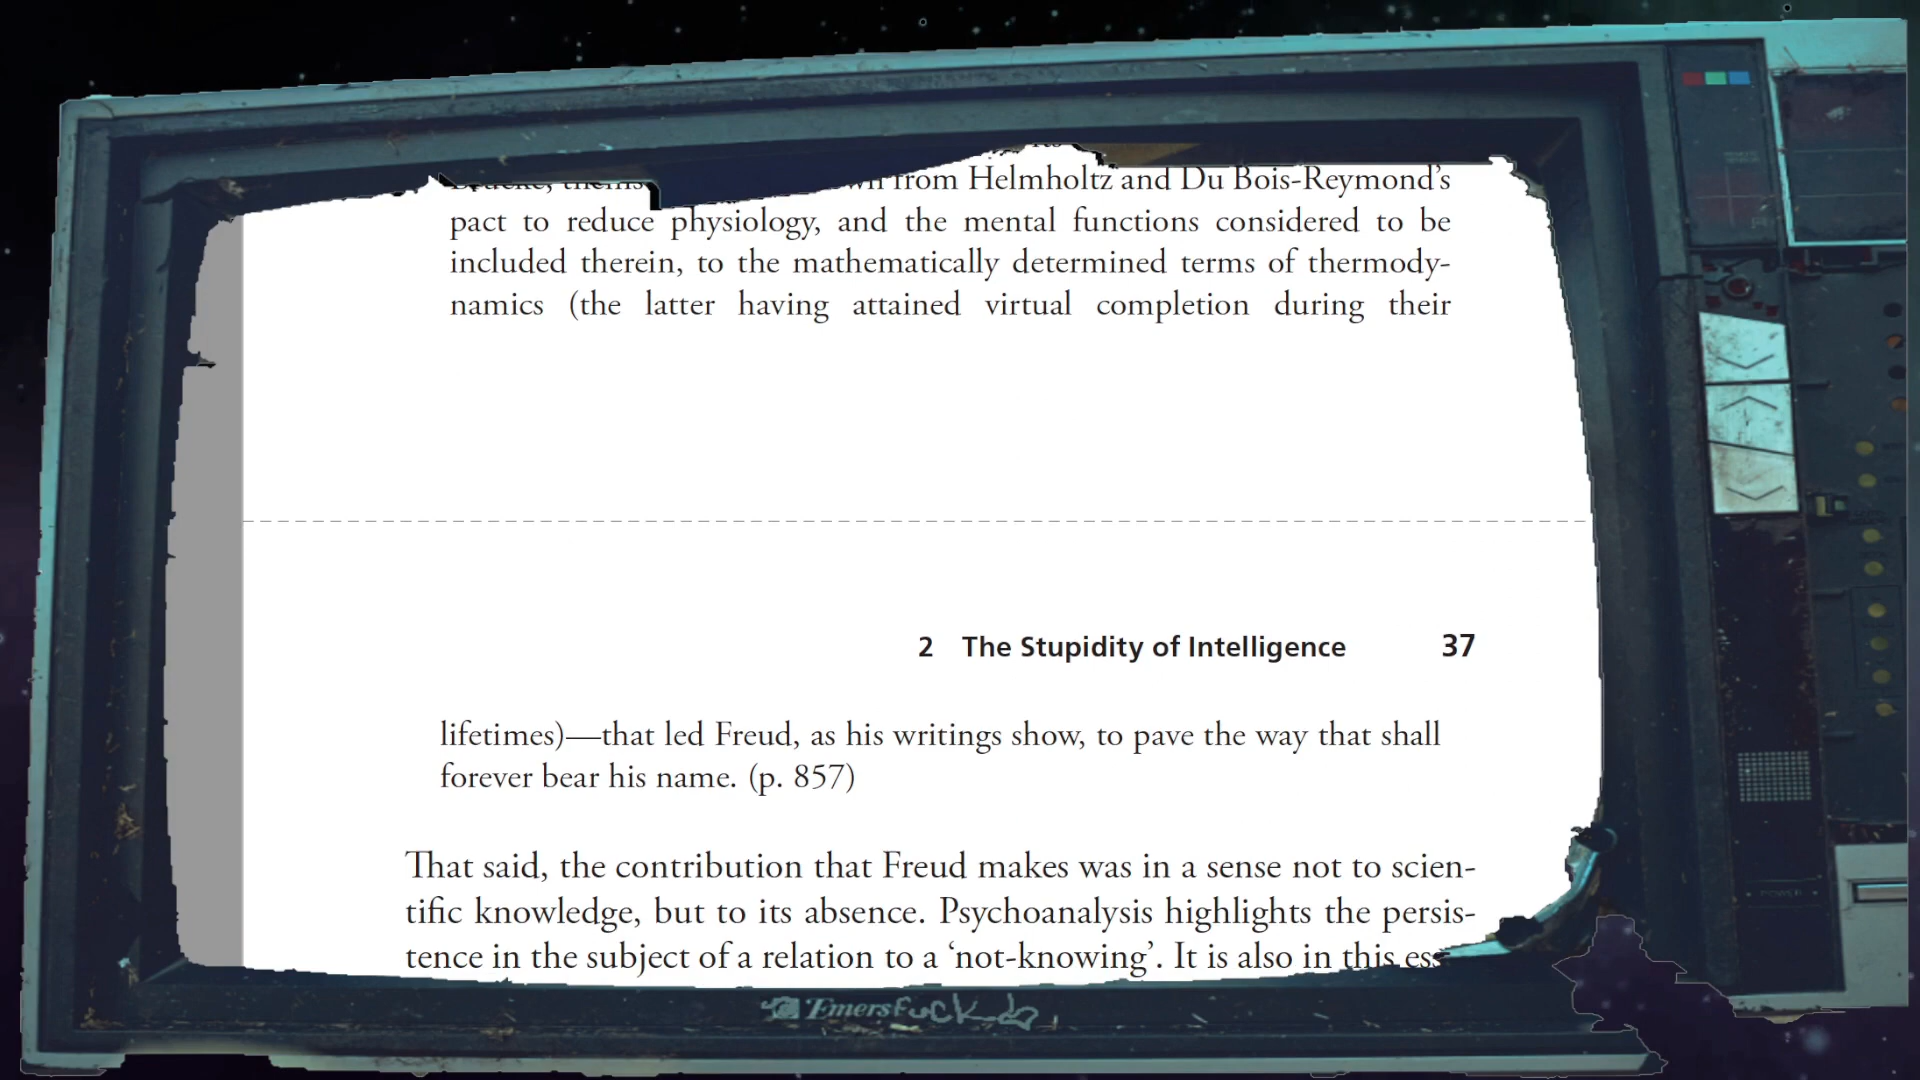 from Helmholtz and Du Bois-Reymond's
pact to reduce physiology, and the mental functions considered to be
included therein, to the mathematically determined terms of thermody-
namics (the latter having attained virtual completion during their
2 The Stupidity of Intelligence 37
lifetimes)—that led Freud, as his writings show, to pave the way that shall
forever bear his name. (p. 857)
That said, the contribution that Freud makes was in a sense not to scien-
tific knowledge, but to its absence. Psychoanalysis highlights the persis-
tence in the subject of a relation to a ‘not-knowing’. It is also in this
POWER